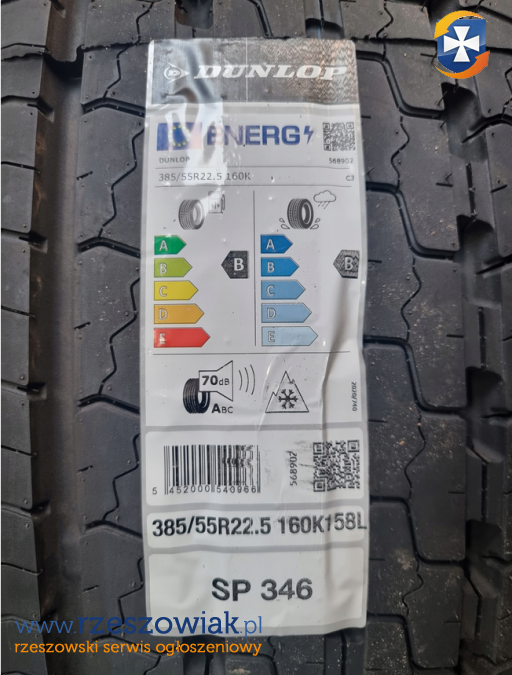 DUNLOP
ENERG
DUNLOP 568902
385/55R22.5 160K C3
A A
B B B B
C C
D D
E E
70dB
ABC
2020/740
568902
5 452000 540966
385/55R22.5 160K158L
SP 346
www.rzeszowiak.pl
rzeszowski serwis ogłoszeniowy